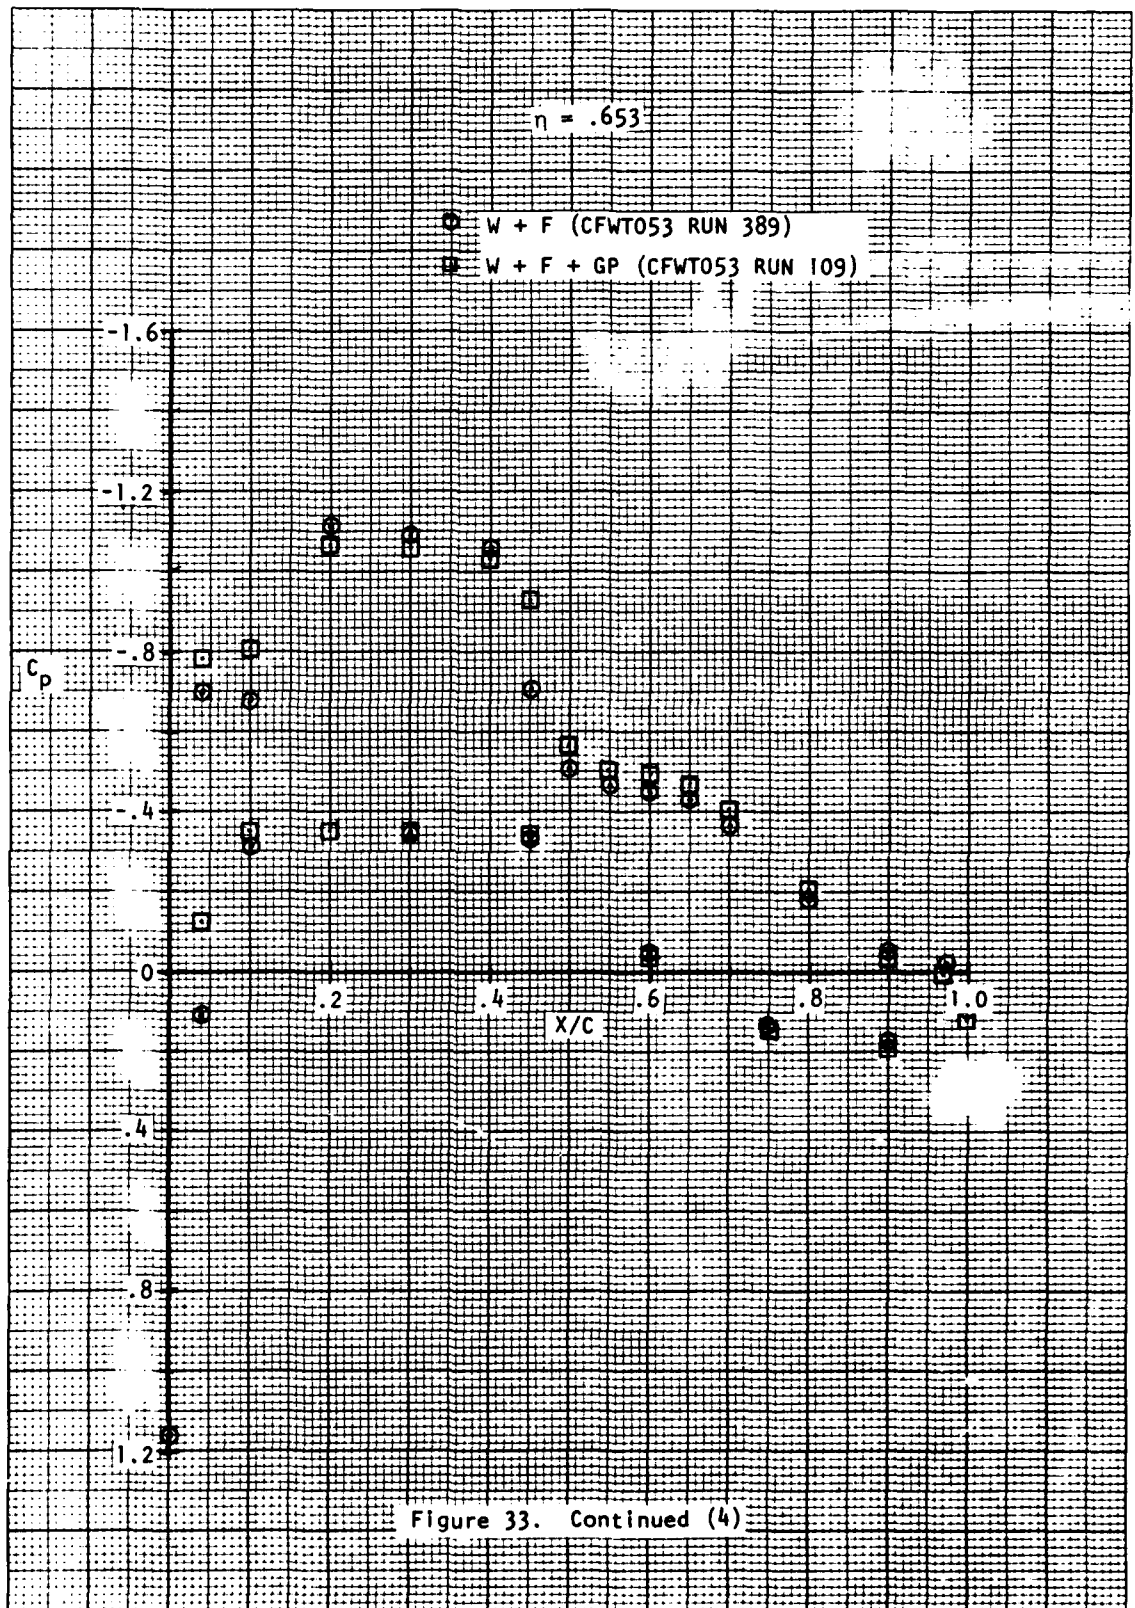 η = .653
W + F (CFWT053 RUN 389)
W + F + GP (CFWT053 RUN 109)
-1.6
-1.2
-.8
Cp
-.4
0
.2
.4
.6
.8
1.0
X/C
.4
.8
1.2
Figure 33. Continued (4)